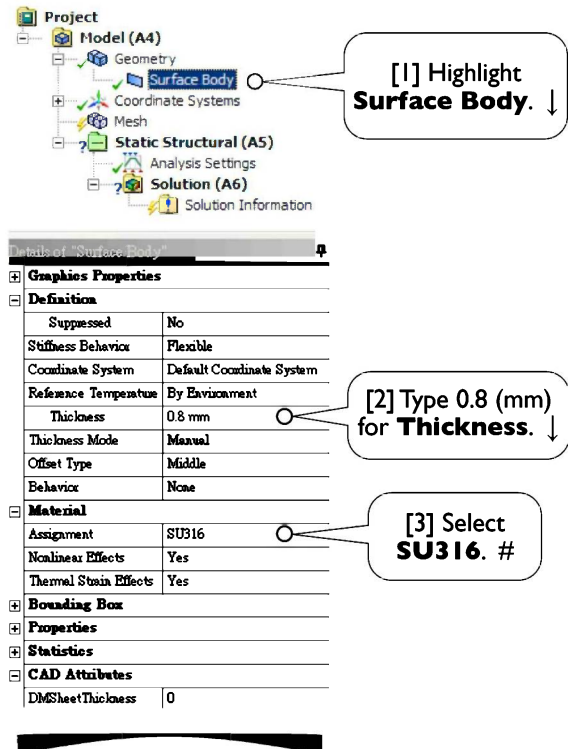 Project
Model (A4)
Geometry
Surface Body
Coordinate Systems
Mesh
Static Structural (A5)
Analysis Settings
Solution (A6)
Solution Information
[1] Highlight
Surface Body. ↓
Details of "Surface Body"
Graphics Properties
Definition
Suppressed No
Stiffness Behavior Flexible
Coordinate System Default Coordinate System
Reference Temperature By Environment
Thickness 0.8 mm
Thickness Mode Manual
Offset Type Middle
Behavior None
Material
Assignment SU316
Nonlinear Effects Yes
Thermal Strain Effects Yes
Bounding Box
Properties
Statistics
CAD Attributes
DMSheetThickness 0
[2] Type 0.8 (mm)
for Thickness. ↓
[3] Select
SU316. #